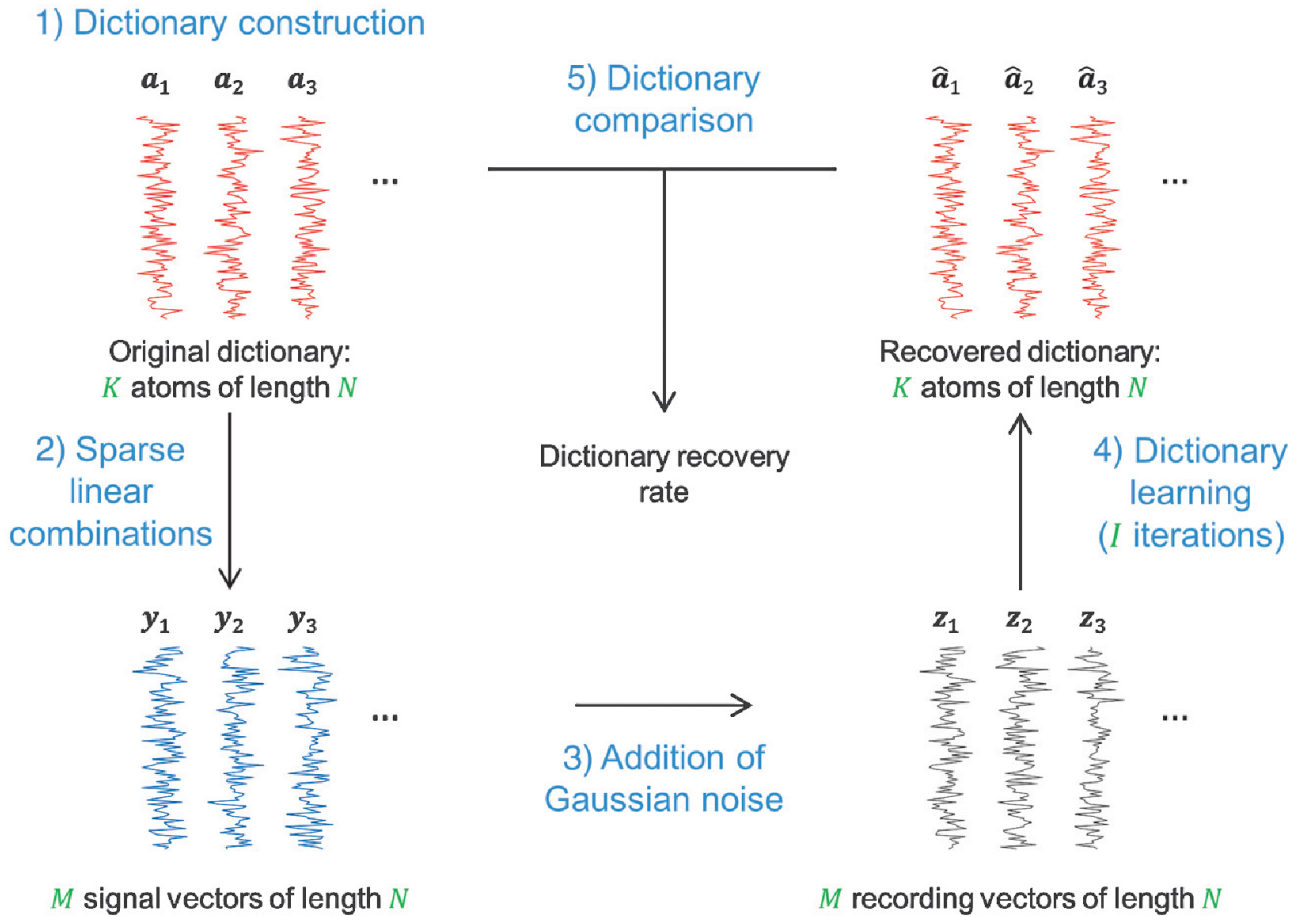 1) Dictionary construction
a₁ a₂ a₃
...
Original dictionary:
K atoms of length N
5) Dictionary
comparison
Dictionary recovery
rate
â₁ â₂ â₃
...
Recovered dictionary:
K atoms of length N
2) Sparse
linear
combinations
4) Dictionary
learning
(I iterations)
y₁ y₂ y₃
...
M signal vectors of length N
3) Addition of
Gaussian noise
z₁ z₂ z₃
...
M recording vectors of length N